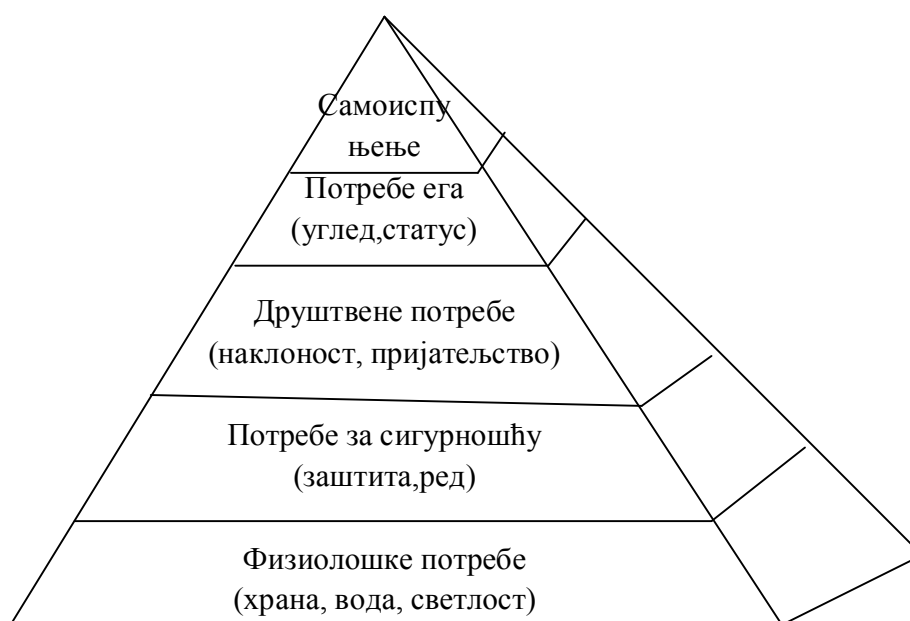 Самоиспу
њење
Потребе ега
(углед,статус)
Друштвене потребе
(наклоност, пријатељство)
Потребе за сигурношћу
(заштита,ред)
Физиолошке потребе
(храна, вода, светлост)